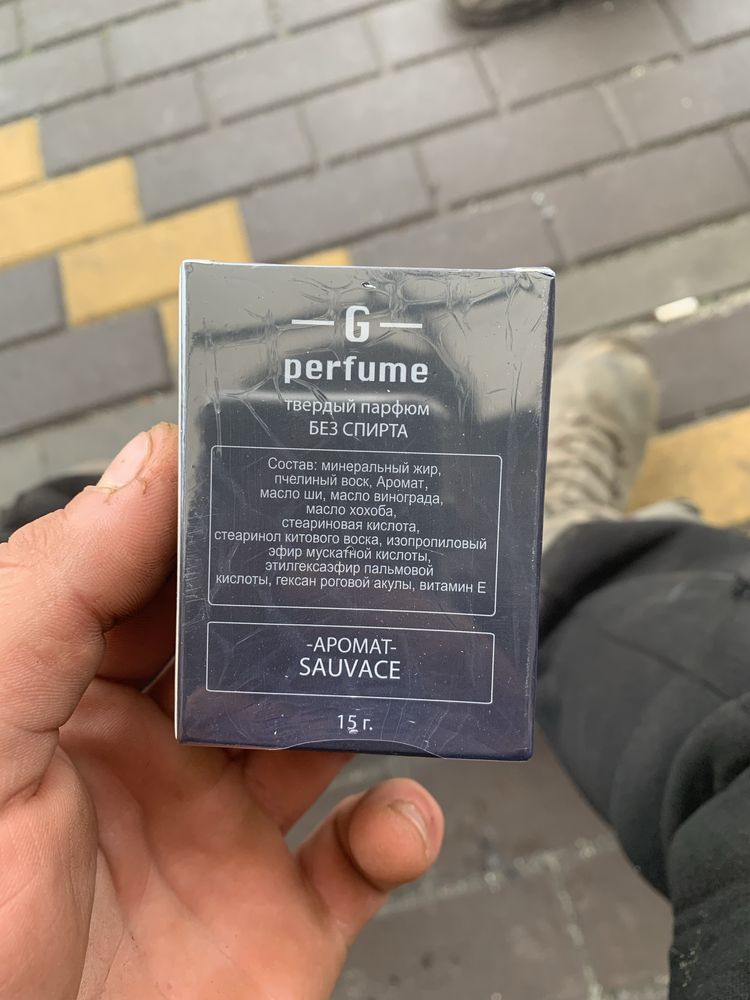 G
perfume
твердый парфюм
БЕЗ СПИРТА
Состав: минеральный жир,
пчелиный воск, Аромат,
масло ши, масло винограда,
масло хохоба,
стеариновая кислота,
стеаринол китового воска, изопропиловый
эфир мускатной кислоты,
этилгексаэфир пальмовой
кислоты, гексан роговой акулы, витамин Е
-АРОМАТ-
SAUVACE
15 г.